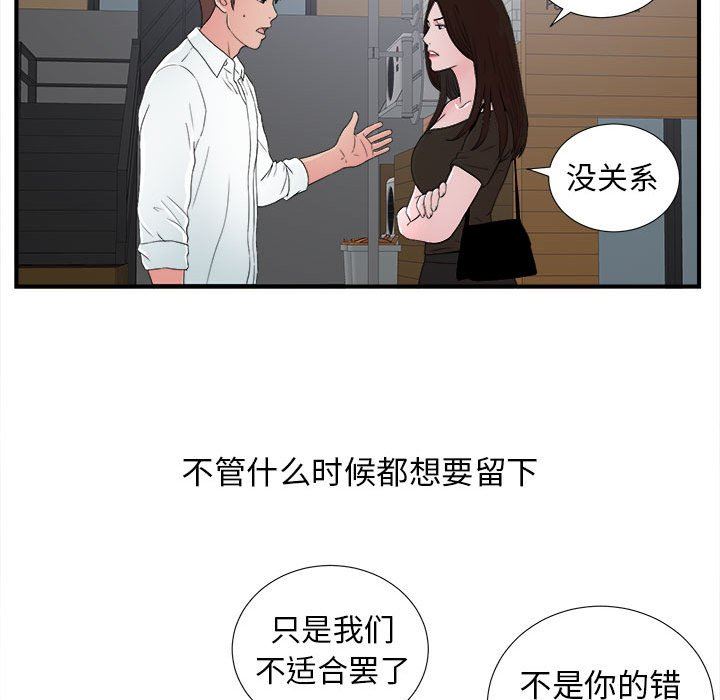 没关系
不管什么时候都想要留下
只是我们
不适合罢了
不是你的错